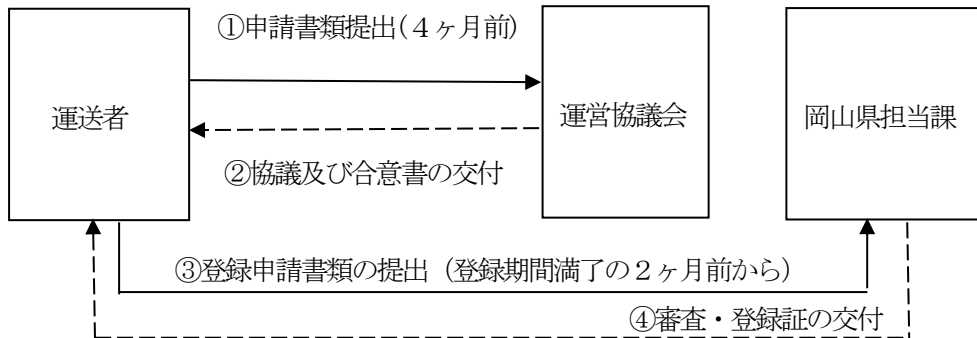 ①申請書類提出(４ヶ月前)
運送者
運営協議会
岡山県担当課
②協議及び合意書の交付
③登録申請書類の提出（登録期間満了の２ヶ月前から）
④審査・登録証の交付